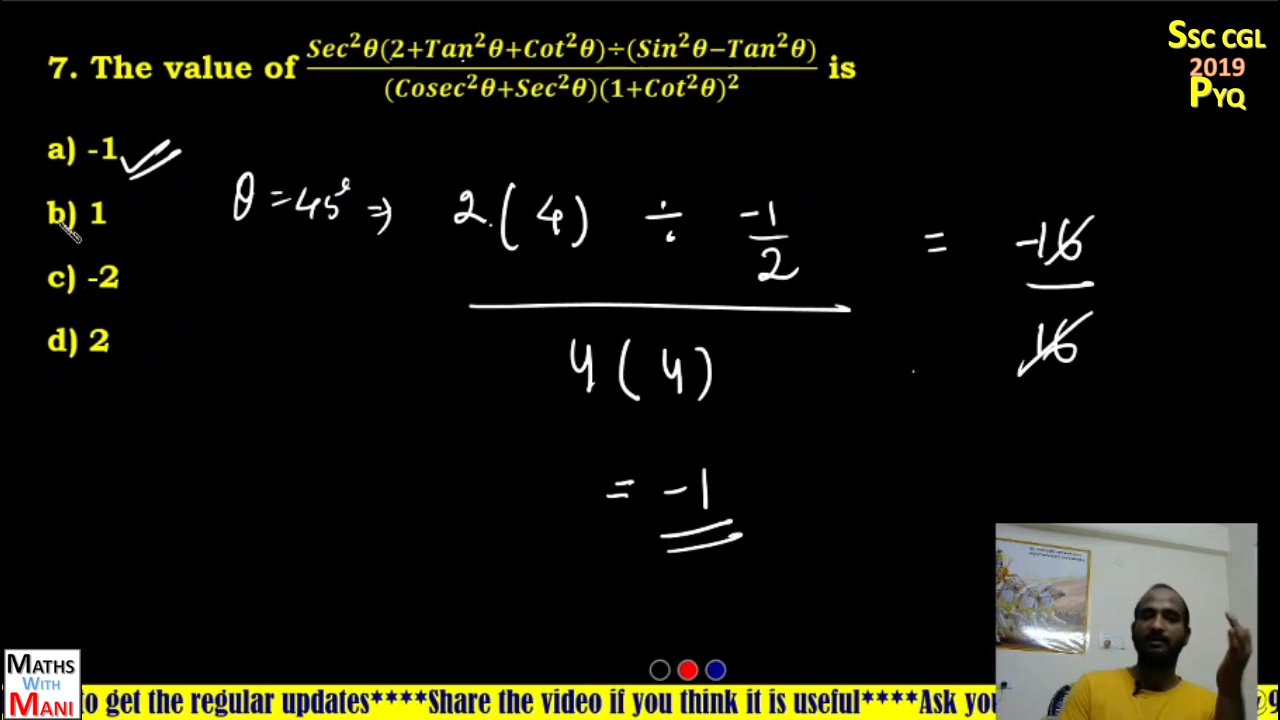 SSC CGL
2019
PYQ
7. The value of Sec²θ(2+Tan²θ+Cot²θ)÷(Sin²θ−Tan²θ) / (Cosec²θ+Sec²θ)(1+Cot²θ)² is
a) -1
b) 1
c) -2
d) 2
θ = 45° ⇒ 2.(4) ÷ -1/2 / 4(4) = -16/16
= -1
MATHS
WITH
MANI
to get the regular updates****Share the video if you think it is useful****Ask you